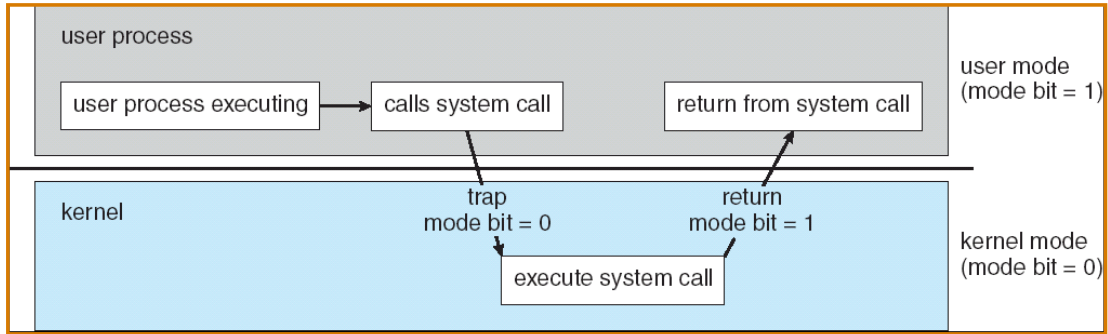 user process
user process executing
calls system call
return from system call
user mode
(mode bit = 1)
kernel
trap
mode bit = 0
return
mode bit = 1
execute system call
kernel mode
(mode bit = 0)